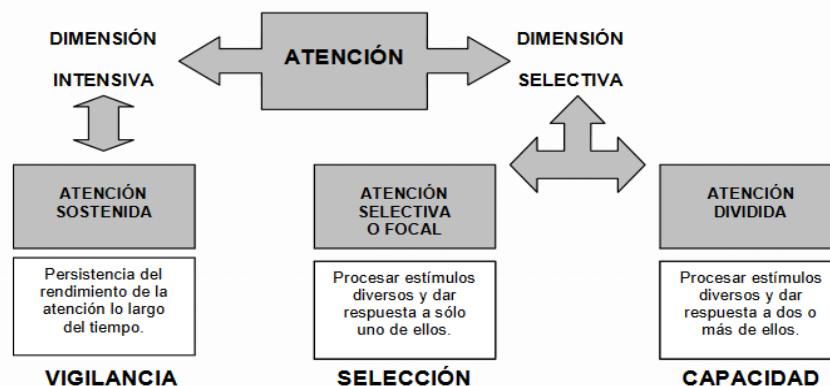 DIMENSIÓN
INTENSIVA
ATENCIÓN
DIMENSIÓN
SELECTIVA
ATENCIÓN
SOSTENIDA
ATENCIÓN
SELECTIVA
O FOCAL
ATENCIÓN
DIVIDIDA
Persistencia del
rendimiento de la
atención lo largo
del tiempo.
Procesar estímulos
diversos y dar
respuesta a sólo
uno de ellos.
Procesar estímulos
diversos y dar
respuesta a dos o
más de ellos.
VIGILANCIA
SELECCIÓN
CAPACIDAD